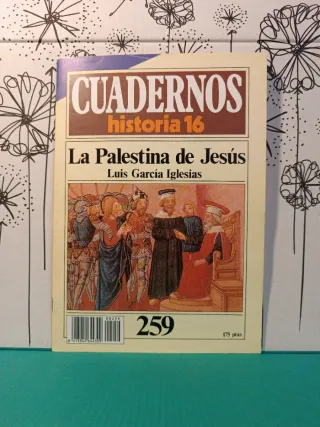 CUADERNOS
historia 16
La Palestina de Jesús
Luis García Iglesias
259
175 ptas